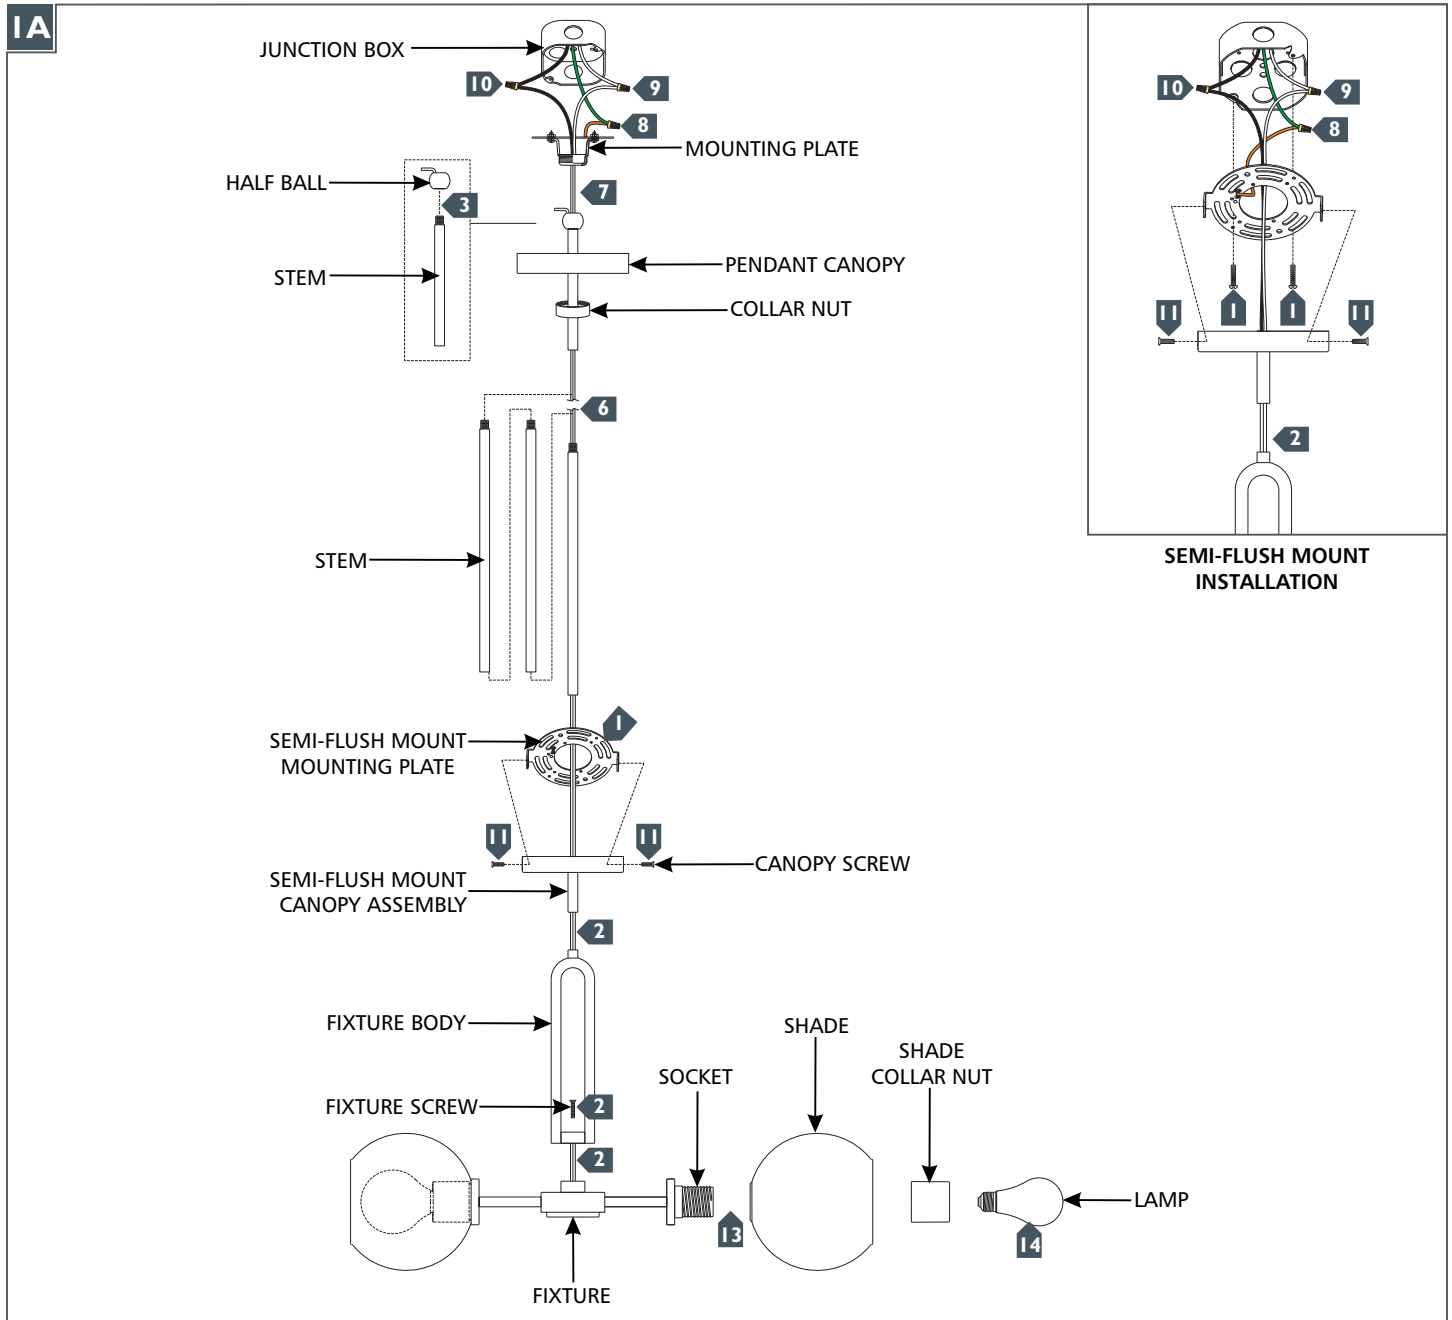 1A
JUNCTION BOX
10
9
8
MOUNTING PLATE
HALF BALL
3
7
STEM
PENDANT CANOPY
COLLAR NUT
6
STEM
1
SEMI-FLUSH MOUNT
MOUNTING PLATE
11
11
CANOPY SCREW
SEMI-FLUSH MOUNT
CANOPY ASSEMBLY
2
FIXTURE BODY
SHADE
SHADE
COLLAR NUT
SOCKET
FIXTURE SCREW
2
2
LAMP
13
14
FIXTURE
10
9
8
1
1
11
11
2
SEMI-FLUSH MOUNT
INSTALLATION